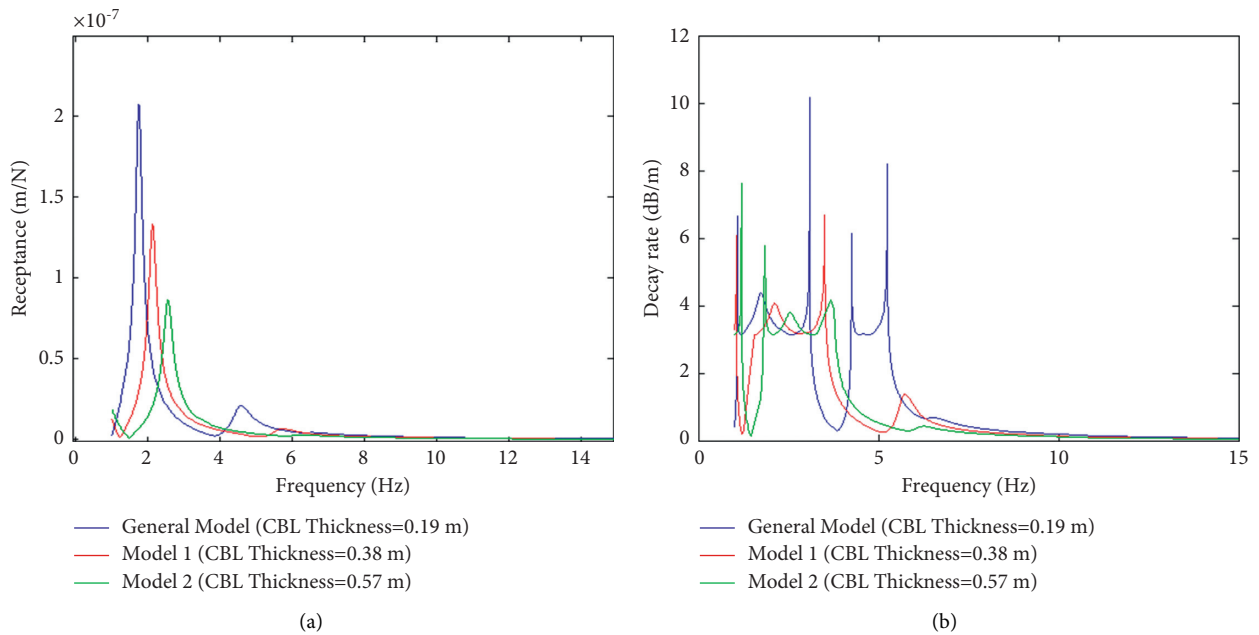 ×10-7
2
1.5
1
0.5
0
Receptance (m/N)
0 2 4 6 8 10 12 14
Frequency (Hz)
General Model (CBL Thickness=0.19 m)
Model 1 (CBL Thickness=0.38 m)
Model 2 (CBL Thickness=0.57 m)
(a)
12
10
8
6
4
2
0
Decay rate (dB/m)
0 5 10 15
Frequency (Hz)
General Model (CBL Thickness=0.19 m)
Model 1 (CBL Thickness=0.38 m)
Model 2 (CBL Thickness=0.57 m)
(b)